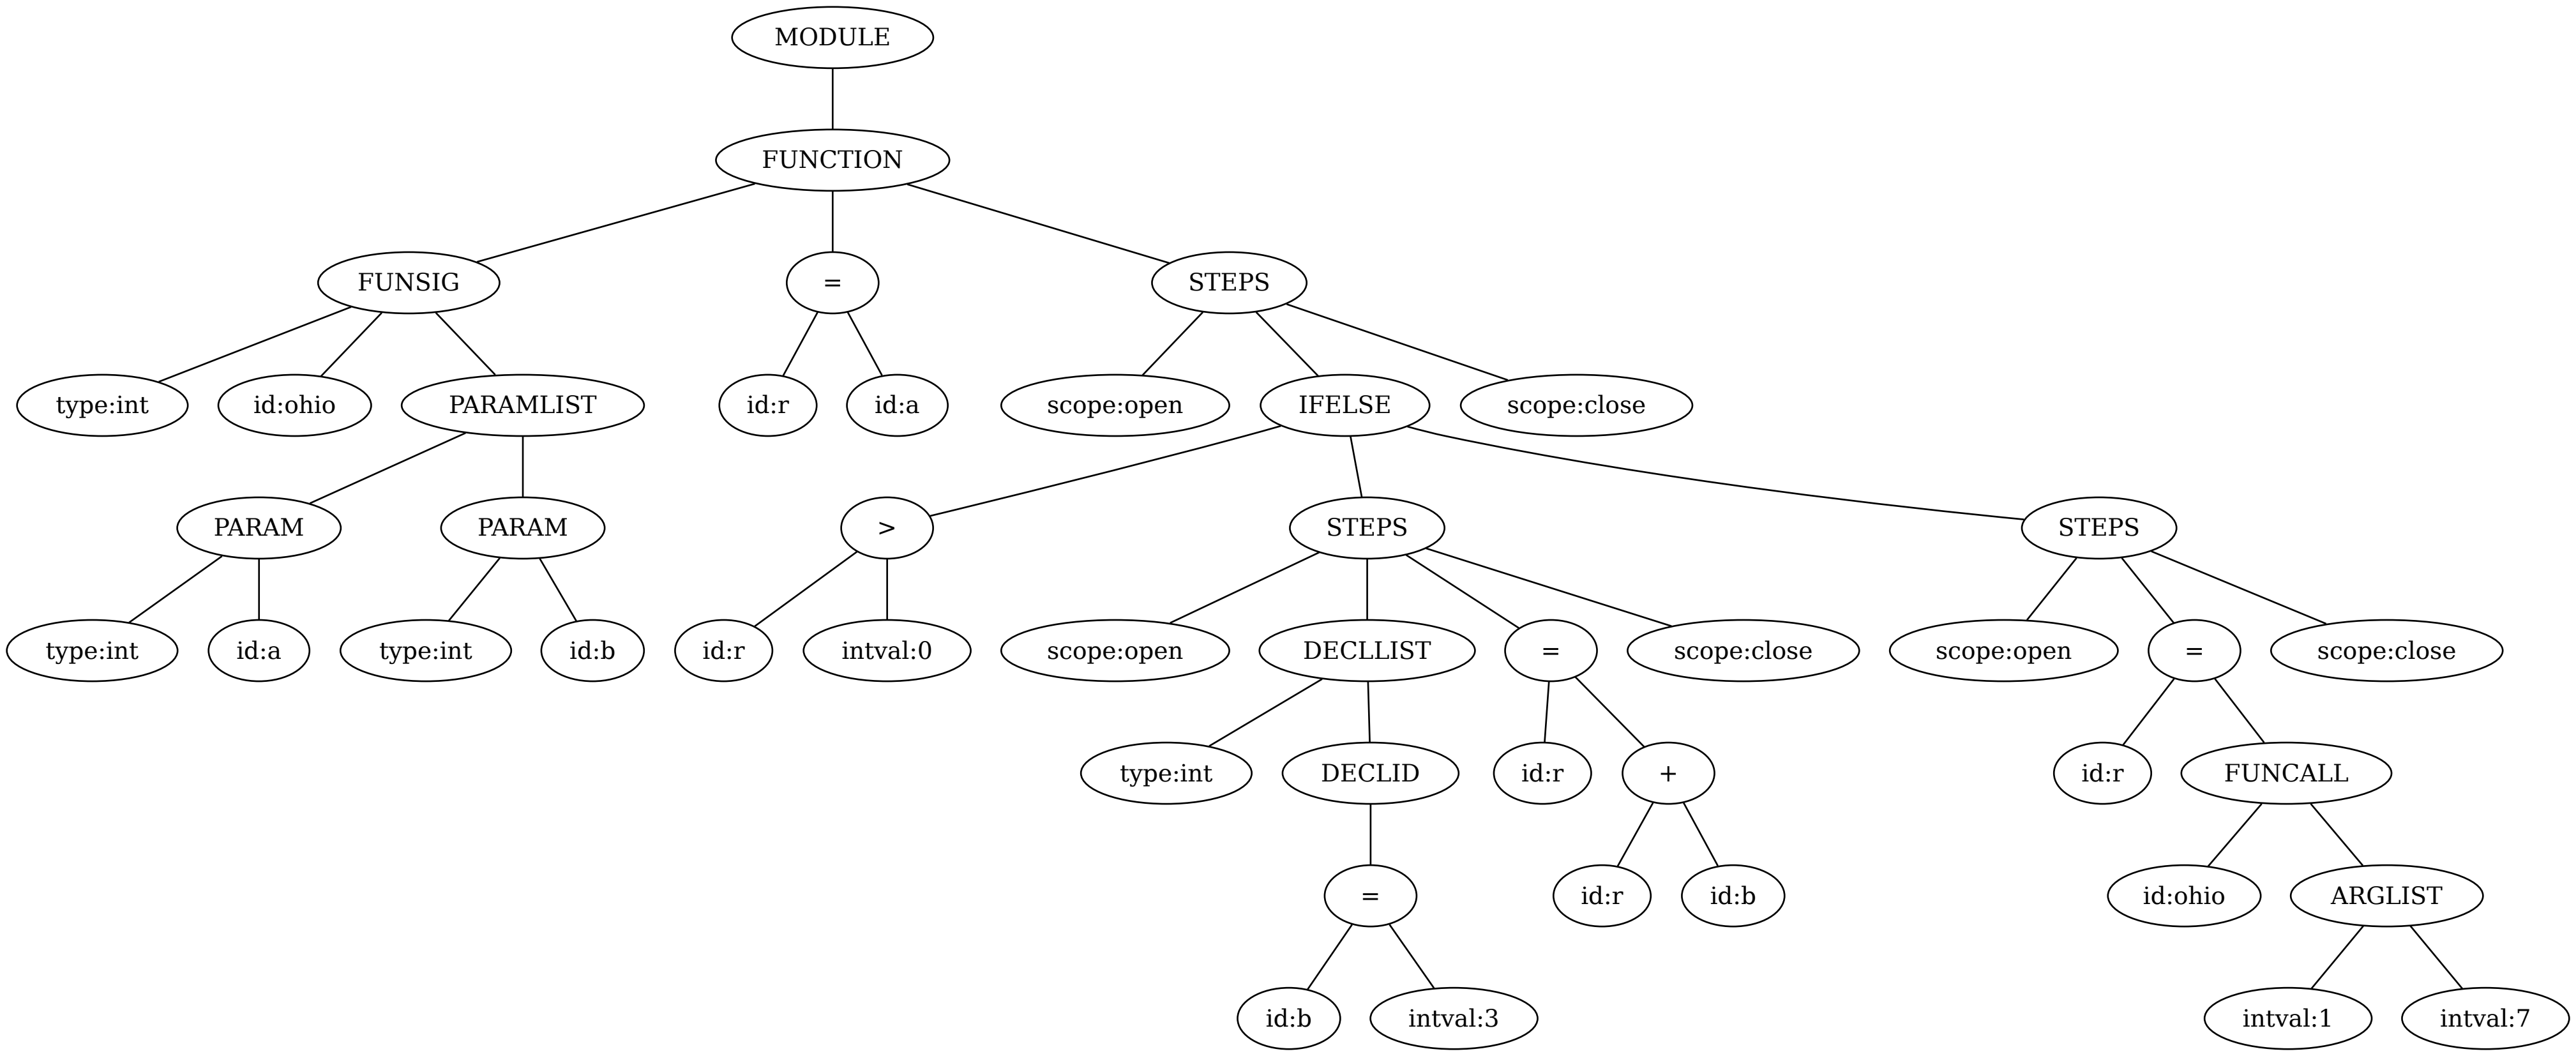 MODULE
FUNCTION
FUNSIG = STEPS
type:int id:ohio PARAMLIST id:r id:a scope:open IFELSE scope:close
PARAM PARAM > STEPS STEPS
type:int id:a type:int id:b id:r intval:0 scope:open DECLLIST = scope:close scope:open = scope:close
type:int DECLID id:r + id:r FUNCALL
= id:r id:b id:ohio ARGLIST
id:b intval:3 intval:1 intval:7